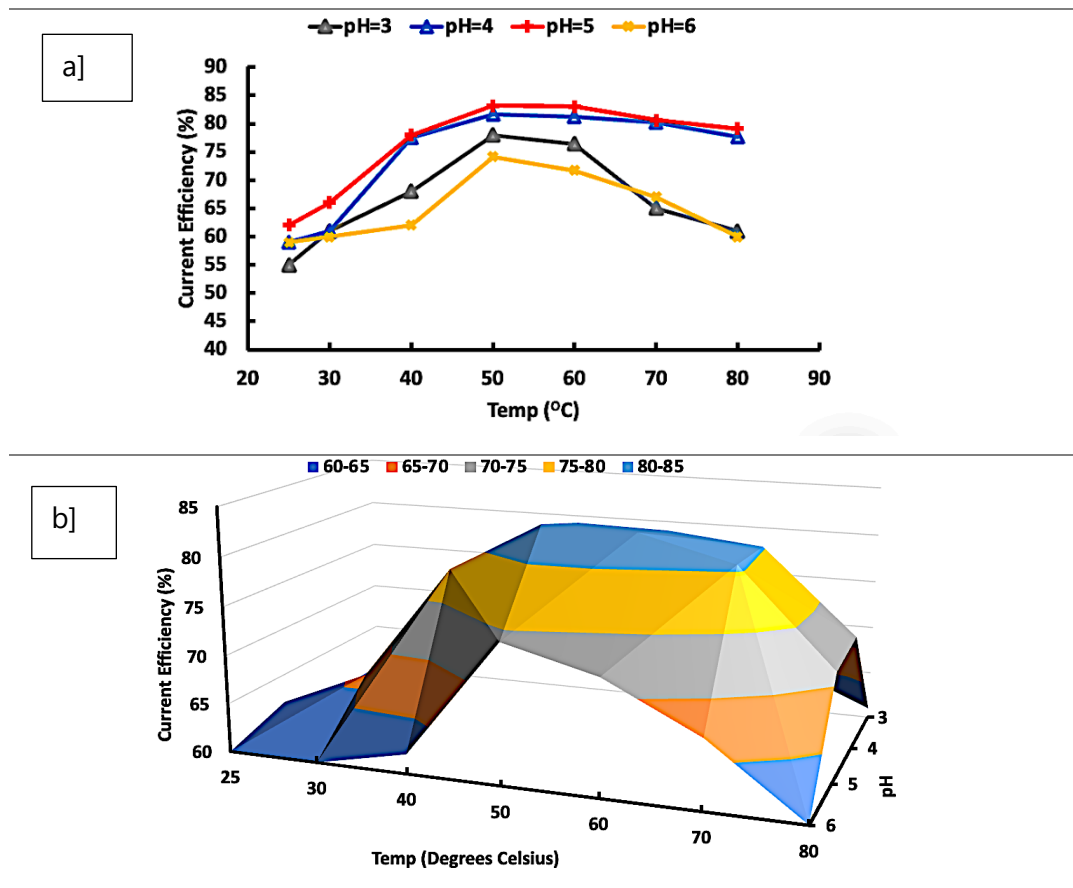 a]
pH=3 pH=4 pH=5 pH=6
Current Efficiency (%)
90
85
80
75
70
65
60
55
50
45
40
20 30 40 50 60 70 80 90
Temp (⁰C)
b]
60-65 65-70 70-75 75-80 80-85
Current Efficiency (%)
85
80
75
70
65
60
25
30
40
50
60
70
80
3
4
5
6
pH
Temp (Degrees Celsius)